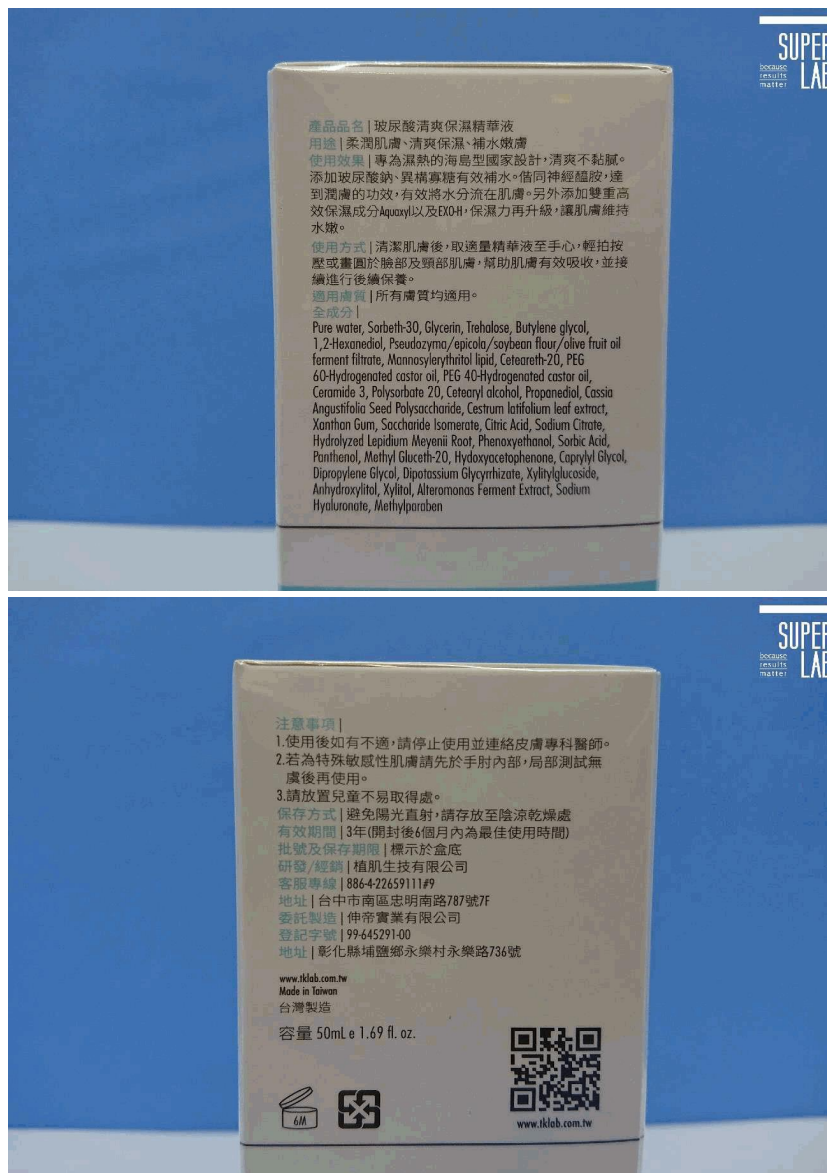 SUPER
LAB
because
results
matter
產品品名|玻尿酸清爽保濕精華液
用途|柔潤肌膚、清爽保濕、補水嫩膚
使用效果|專為濕熱的海島型國家設計，清爽不黏膩。
添加玻尿酸鈉、異構寡糖有效補水。偕同神經醯胺，達
到潤膚的功效，有效將水分流在肌膚。另外添加雙重高
效保濕成分Aquaxyl以及EXO-H，保濕力再升級，讓肌膚維持
水嫩。
使用方式|清潔肌膚後，取適量精華液至手心，輕拍按
壓或畫圓於臉部及頸部肌膚，幫助肌膚有效吸收，並接
續進行後續保養。
適用膚質|所有膚質均適用。
全成分|
Pure water, Sorbeth-30, Glycerin, Trehalose, Butylene glycol,
1,2-Hexanediol, Pseudozyma/epicola/soybean flour/olive fruit oil
ferment filtrate, Mannosylerythritol lipid, Ceteareth-20, PEG
60-Hydrogenated castor oil, PEG 40-Hydrogenated castor oil,
Ceramide 3, Polysorbate 20, Cetearyl alcohol, Propanediol, Cassia
Angustifolia Seed Polysaccharide, Cestrum latifolium leaf extract,
Xanthan Gum, Saccharide Isomerate, Citric Acid, Sodium Citrate,
Hydrolyzed Lepidium Meyenii Root, Phenoxyethanol, Sorbic Acid,
Panthenol, Methyl Gluceth-20, Hydoxyacetophenone, Caprylyl Glycol,
Dipropylene Glycol, Dipotassium Glycyrrhizate, Xylitylglucoside,
Anhydroxylitol, Xylitol, Alteromonas Ferment Extract, Sodium
Hyaluronate, Methylparaben
SUPER
LAB
because
results
matter
注意事項|
1.使用後如有不適，請停止使用並連絡皮膚專科醫師。
2.若為特殊敏感性肌膚請先於手肘內部，局部測試無
虞後再使用。
3.請放置兒童不易取得處。
保存方式|避免陽光直射，請存放至陰涼乾燥處
有效期間|3年(開封後6個月內為最佳使用時間)
批號及保存期限|標示於盒底
研發/經銷|植肌生技有限公司
客服專線|886-4-22659111#9
地址|台中市南區忠明南路787號7F
委託製造|伸帝實業有限公司
登記字號|99-645291-00
地址|彰化縣埔鹽鄉永樂村永樂路736號
www.tklab.com.tw
Made in Taiwan
台灣製造
容量 50mL e 1.69 fl. oz.
6M
www.tklab.com.tw